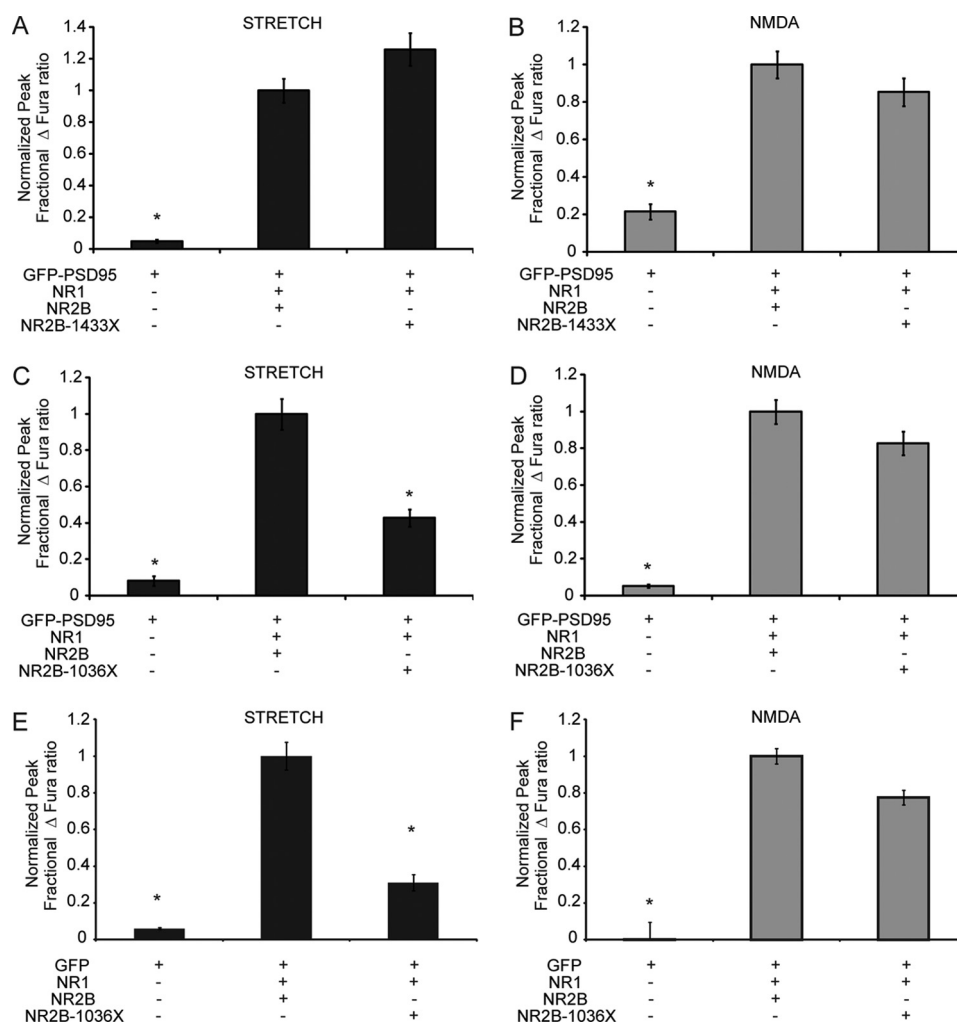 A
STRETCH
Normalized Peak
Fractional Δ Fura ratio
1.4
1.2
1
0.8
0.6
0.4
0.2
0
*
GFP-PSD95 + + +
NR1 - + +
NR2B - + -
NR2B-1433X - - +
B
NMDA
Normalized Peak
Fractional Δ Fura ratio
1.2
1
0.8
0.6
0.4
0.2
0
*
GFP-PSD95 + + +
NR1 - + +
NR2B - + -
NR2B-1433X - - +
C
STRETCH
Normalized Peak
Fractional Δ Fura ratio
1.2
1
0.8
0.6
0.4
0.2
0
* *
GFP-PSD95 + + +
NR1 - + +
NR2B - + -
NR2B-1036X - - +
D
NMDA
Normalized Peak
Fractional Δ Fura ratio
1.2
1
0.8
0.6
0.4
0.2
0
*
GFP-PSD95 + + +
NR1 - + +
NR2B - + -
NR2B-1036X - - +
E
STRETCH
Normalized Peak
Fractional Δ Fura ratio
1.2
1
0.8
0.6
0.4
0.2
0
* *
GFP + + +
NR1 - + +
NR2B - + -
NR2B-1036X - - +
F
NMDA
Normalized Peak
Fractional Δ Fura ratio
1.2
1
0.8
0.6
0.4
0.2
0
*
GFP + + +
NR1 - + +
NR2B - + -
NR2B-1036X - - +